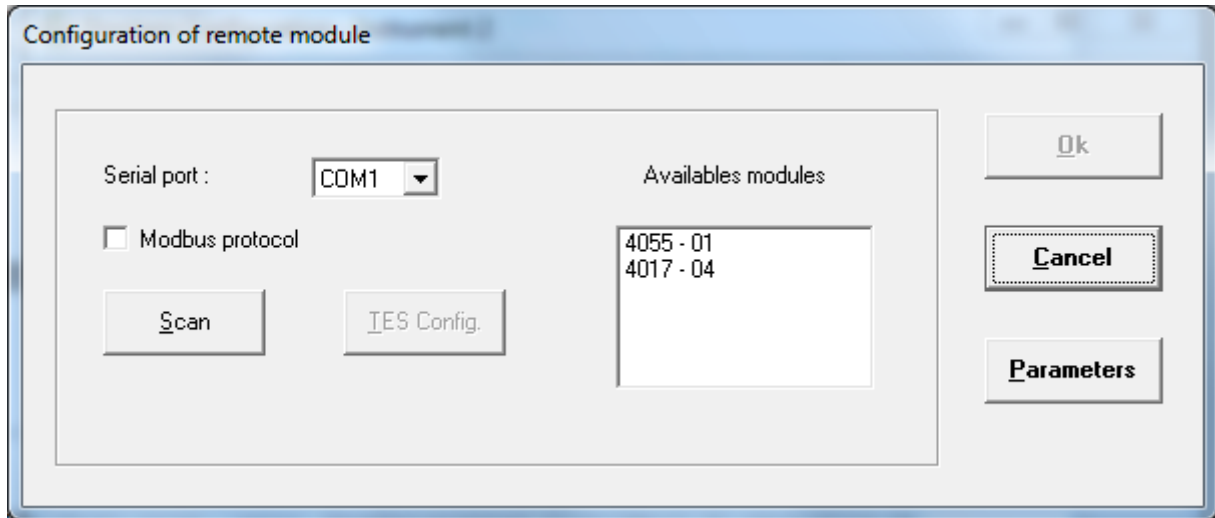 Configuration of remote module
Serial port :
COM1
Availables modules
Modbus protocol
4055 - 01
4017 - 04
Scan
TES Config.
Ok
Cancel
Parameters